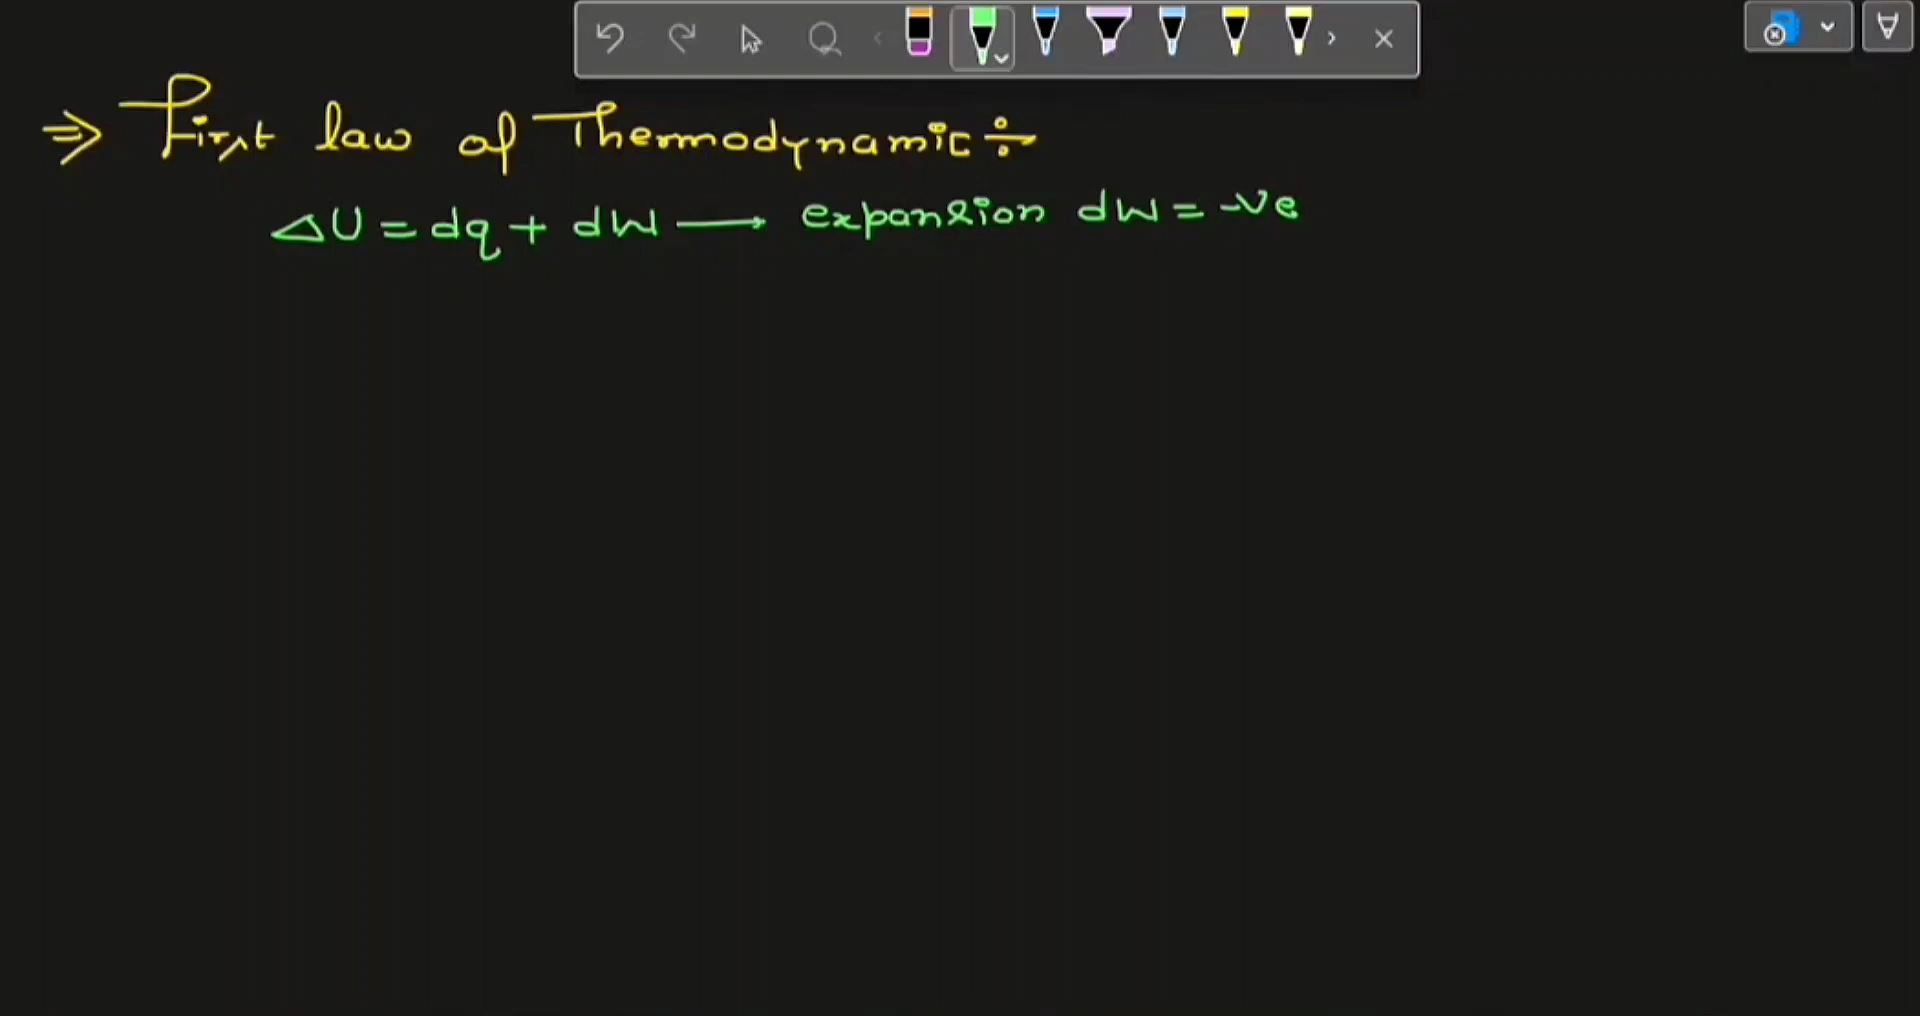 ⇒ First law of Thermodynamic ÷
ΔU = dq + dW ⟶ expansion dW = -ve